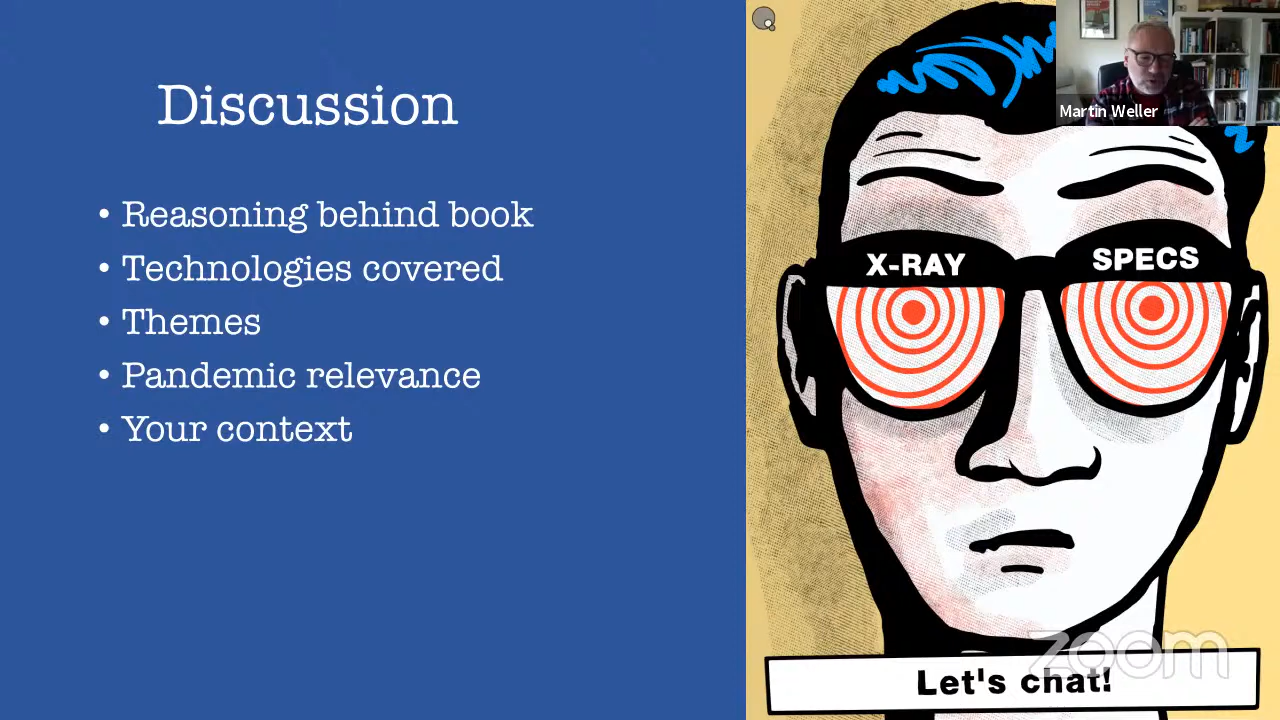 Discussion
• Reasoning behind book
• Technologies covered
• Themes
• Pandemic relevance
• Your context
Martin Weller
X-RAY SPECS
zoom
Let's chat!